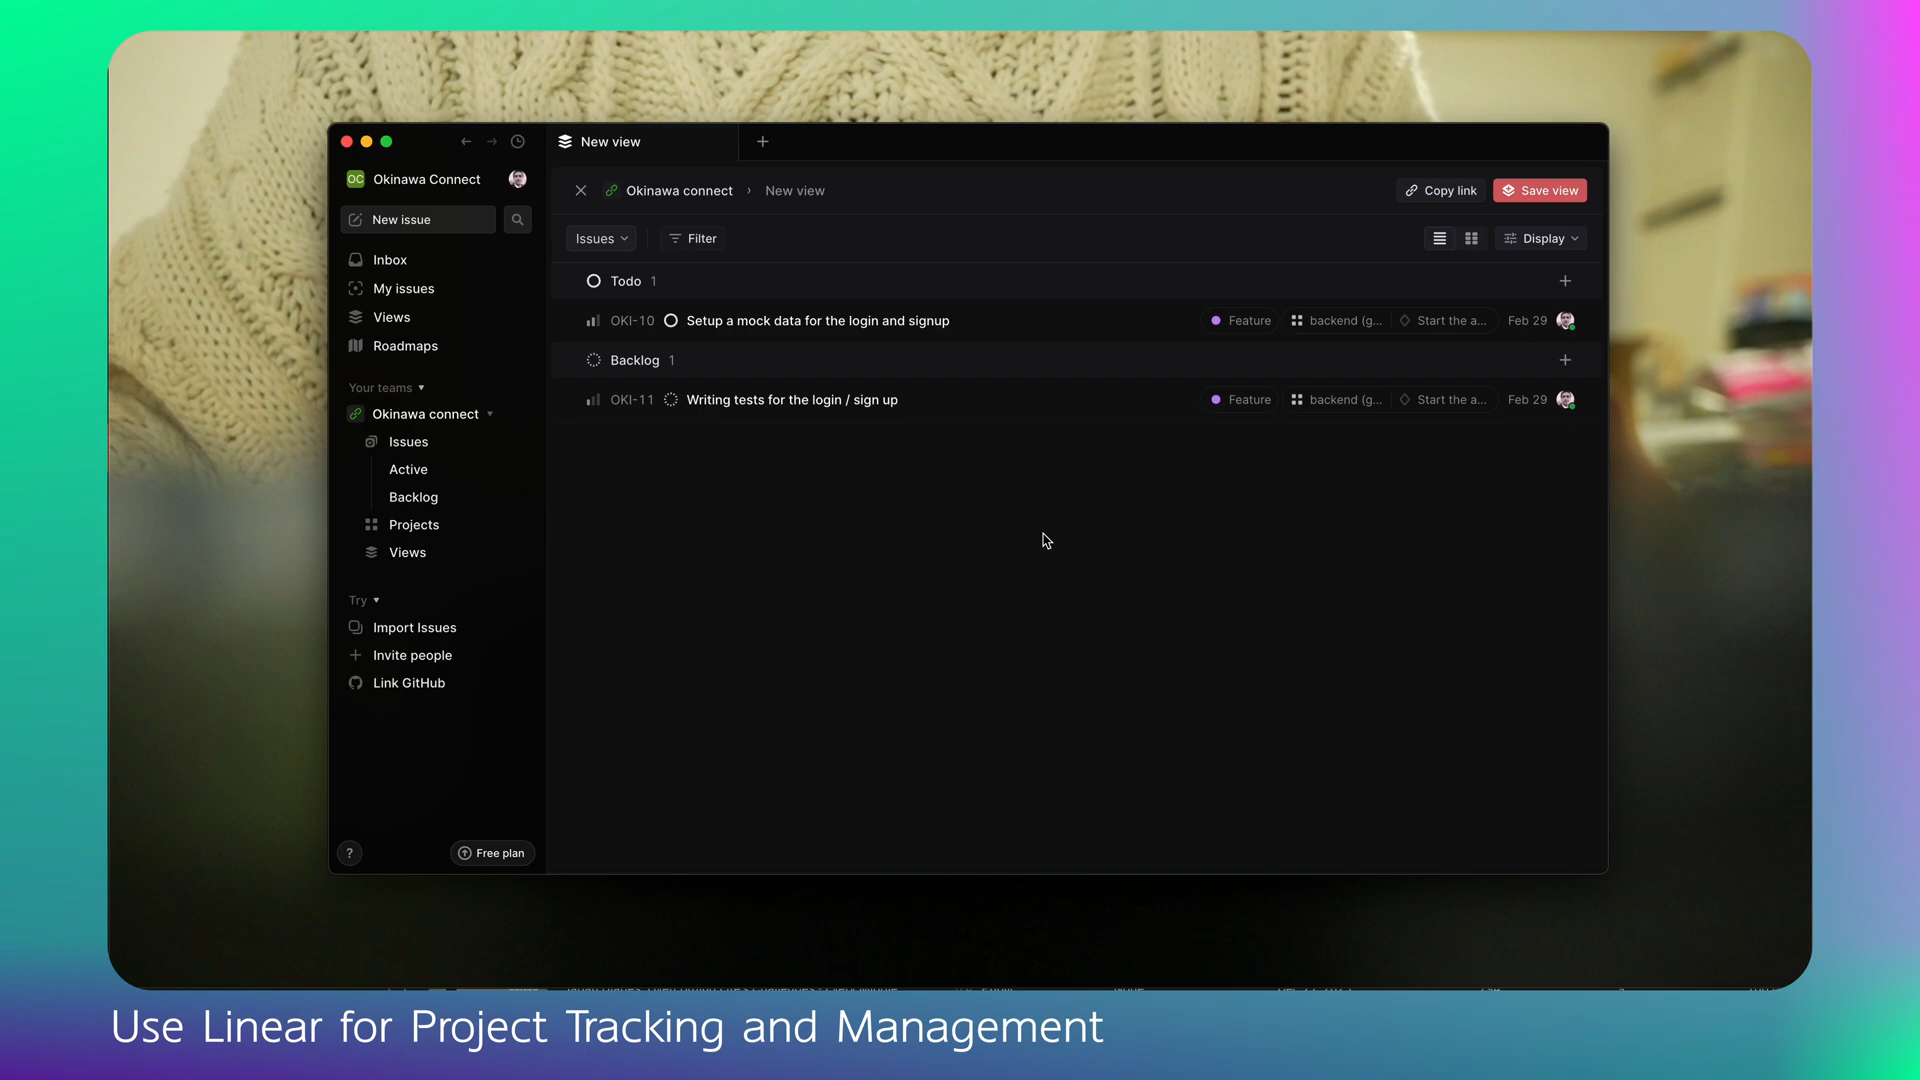 New view
OC Okinawa Connect
New issue
Inbox
My issues
Views
Roadmaps
Your teams
Okinawa connect
Issues
Active
Backlog
Projects
Views
Try
Import Issues
Invite people
Link GitHub
? Free plan
Okinawa connect › New view
Copy link Save view
Issues Filter Display
Todo 1
OKI-10 Setup a mock data for the login and signup Feature backend (g... Start the a... Feb 29
Backlog 1
OKI-11 Writing tests for the login / sign up Feature backend (g... Start the a... Feb 29
Use Linear for Project Tracking and Management